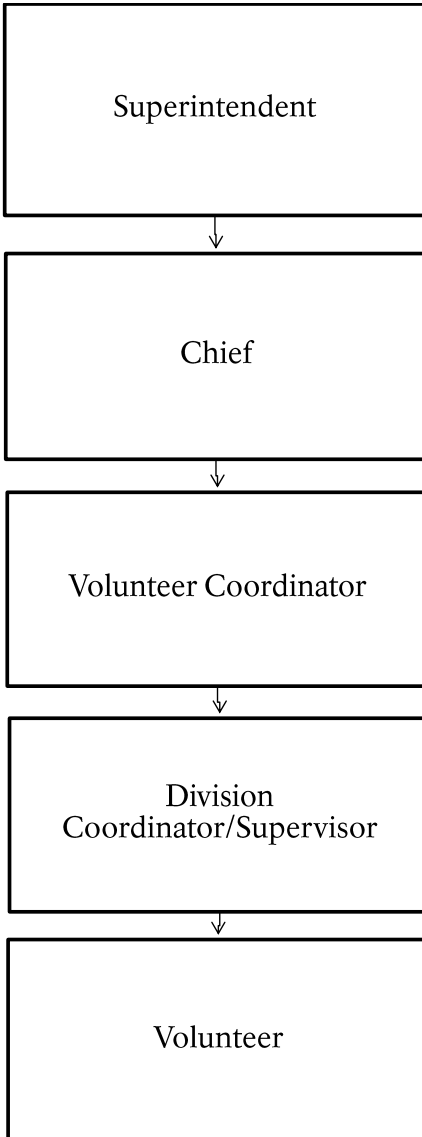 Superintendent
Chief
Volunteer Coordinator
Division
Coordinator/Supervisor
Volunteer